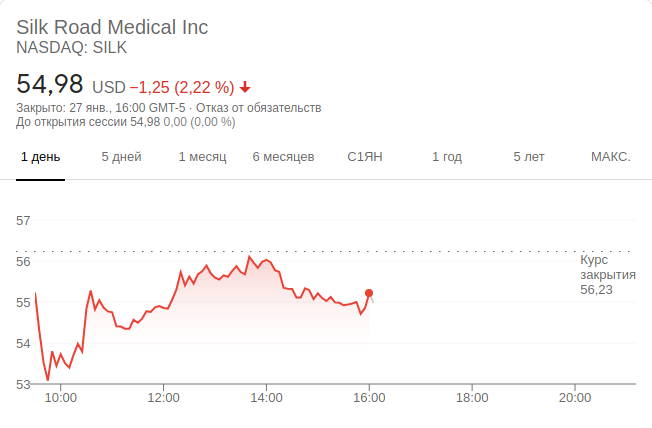 Silk Road Medical Inc
NASDAQ: SILK
54,98 USD −1,25 (2,22 %)
Закрыто: 27 янв., 16:00 GMT-5 · Отказ от обязательств
До открытия сессии 54,98 0,00 (0,00 %)
1 день 5 дней 1 месяц 6 месяцев С1ЯН 1 год 5 лет МАКС.
57
56
55
54
53
Курс
закрытия
56,23
10:00 12:00 14:00 16:00 18:00 20:00